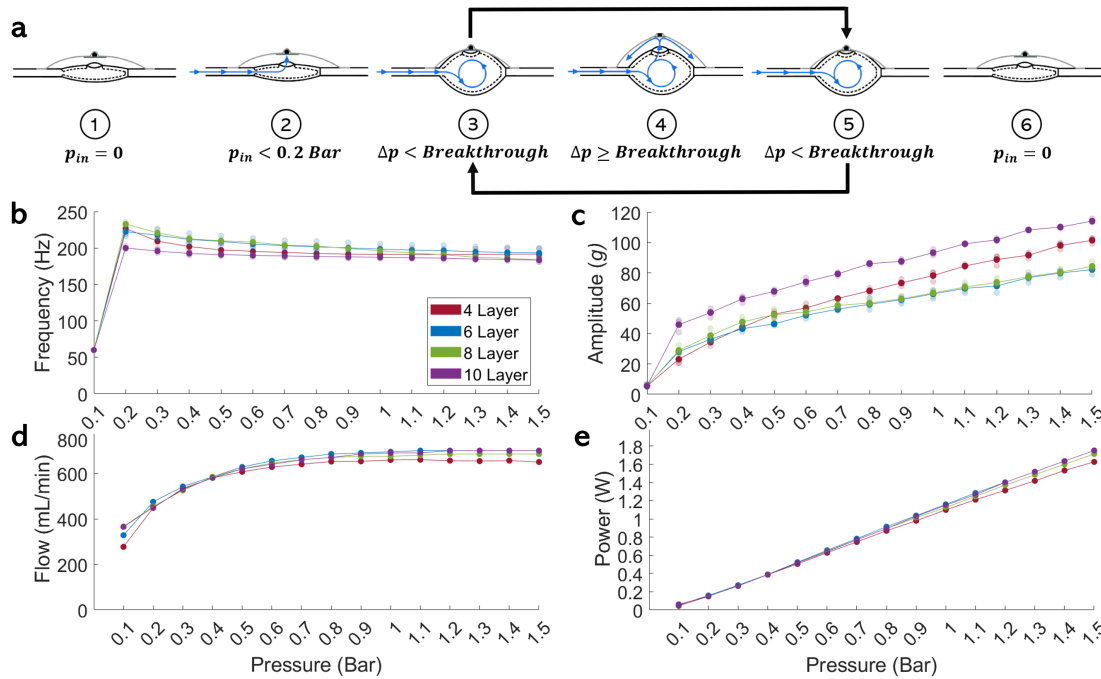 a
1 2 3 4 5 6
p_in = 0 p_in < 0.2 Bar Δp < Breakthrough Δp ≥ Breakthrough Δp < Breakthrough p_in = 0
b
Frequency (Hz)
250
200
150
100
50
0
0.1 0.2 0.3 0.4 0.5 0.6 0.7 0.8 0.9 1 1.1 1.2 1.3 1.4 1.5
4 Layer
6 Layer
8 Layer
10 Layer
c
Amplitude (g)
120
100
80
60
40
20
0
0.1 0.2 0.3 0.4 0.5 0.6 0.7 0.8 0.9 1 1.1 1.2 1.3 1.4 1.5
d
Flow (mL/min)
800
600
400
200
0
0.1 0.2 0.3 0.4 0.5 0.6 0.7 0.8 0.9 1 1.1 1.2 1.3 1.4 1.5
Pressure (Bar)
e
Power (W)
1.8
1.6
1.4
1.2
1
0.8
0.6
0.4
0.2
0
0.1 0.2 0.3 0.4 0.5 0.6 0.7 0.8 0.9 1 1.1 1.2 1.3 1.4 1.5
Pressure (Bar)